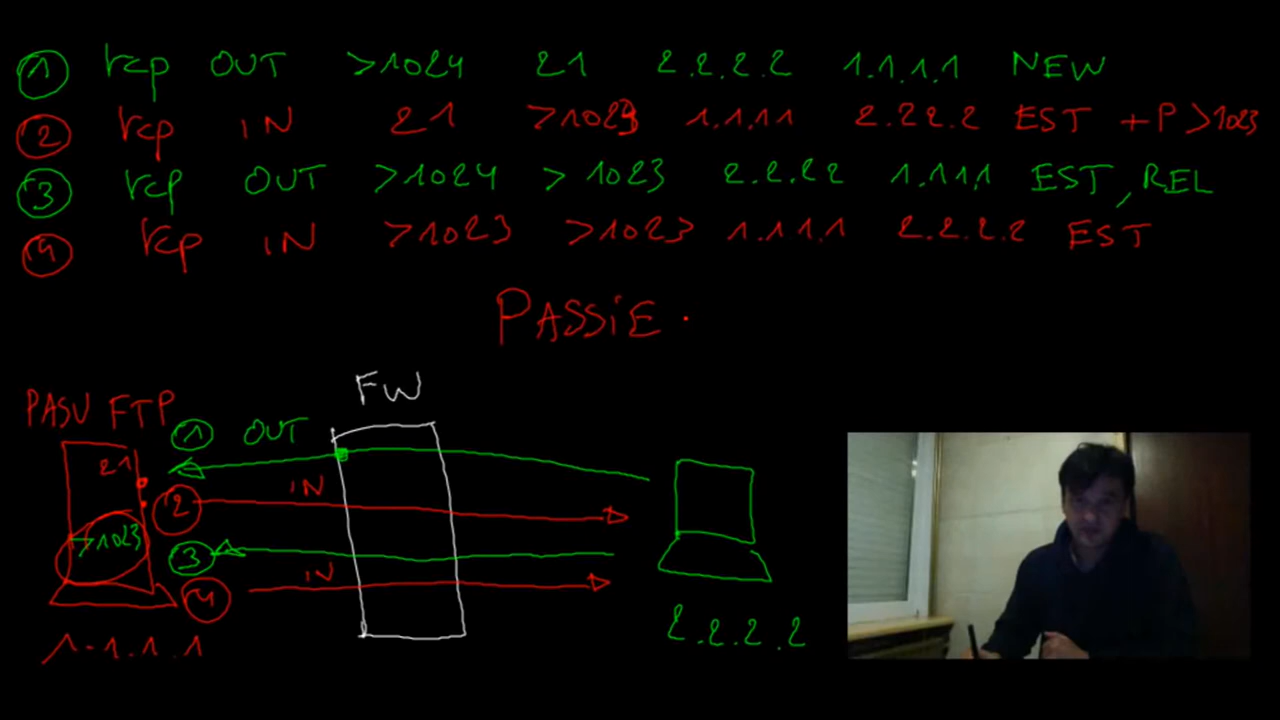 1 tcp OUT >1024 21 2.2.2.2 1.1.1.1 NEW
2 tcp IN 21 >1023 1.1.1.1 2.2.2.2 EST + P >1023
3 tcp OUT >1024 >1023 2.2.2.2 1.1.1.1 EST, REL
4 tcp IN >1023 >1023 1.1.1.1 2.2.2.2 EST
PASSiE.
FW
PASV FTP
1 OUT
21
IN
2
>1023
3
IN
4
1.1.1.1
2.2.2.2